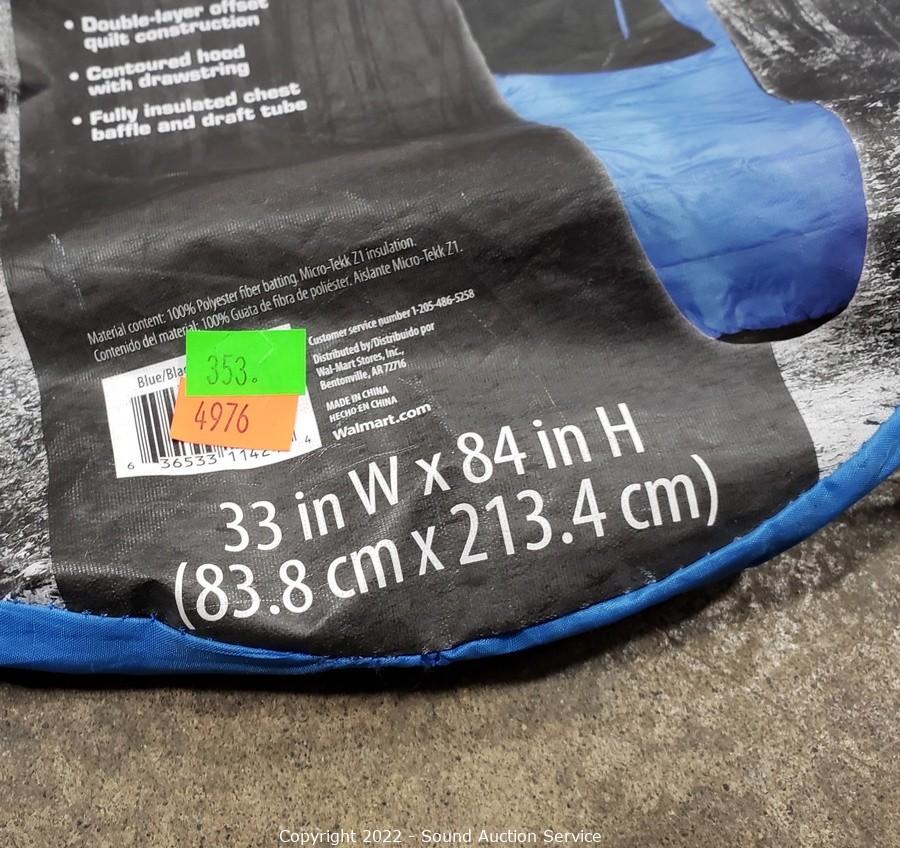 • Double-layer offset
quilt construction
• Contoured hood
with drawstring
• Fully insulated chest
baffle and draft tube
Material content: 100% Polyester fiber batting. Micro-Tekk Z1 insulation.
Contenido del material: 100% Guata de fibra de poliéster. Aislante Micro-Tekk Z1.
Customer service number 1-205-486-5258
Distributed by/Distribuido por
Wal-Mart Stores, Inc.,
Bentonville, AR 72716
MADE IN CHINA
HECHO EN CHINA
Walmart.com
353.
4976
33 in W x 84 in H
(83.8 cm x 213.4 cm)
Copyright 2022 - Sound Auction Service